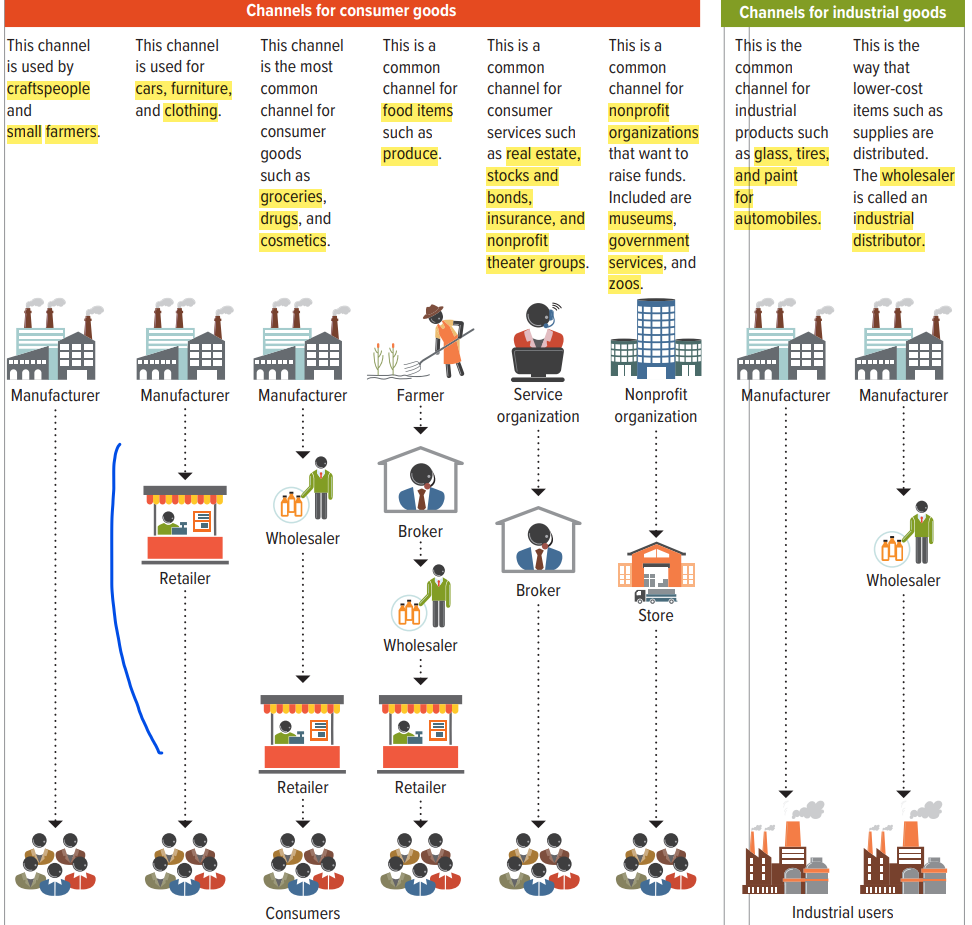 Channels for consumer goods
Channels for industrial goods
This channel
is used by
craftspeople
and
small farmers.
This channel
is used for
cars, furniture,
and clothing.
This channel
is the most
common
channel for
consumer
goods
such as
groceries,
drugs, and
cosmetics.
This is a
common
channel for
food items
such as
produce.
This is a
common
channel for
consumer
services such
as real estate,
stocks and
bonds,
insurance, and
nonprofit
theater groups.
This is a
common
channel for
nonprofit
organizations
that want to
raise funds.
Included are
museums,
government
services, and
zoos.
This is the
common
channel for
industrial
products such
as glass, tires,
and paint
for
automobiles.
This is the
way that
lower-cost
items such as
supplies are
distributed.
The wholesaler
is called an
industrial
distributor.
Manufacturer
Manufacturer
Manufacturer
Farmer
Service
organization
Nonprofit
organization
Manufacturer
Manufacturer
Retailer
Wholesaler
Broker
Wholesaler
Broker
Store
Wholesaler
Retailer
Retailer
Consumers
Industrial users